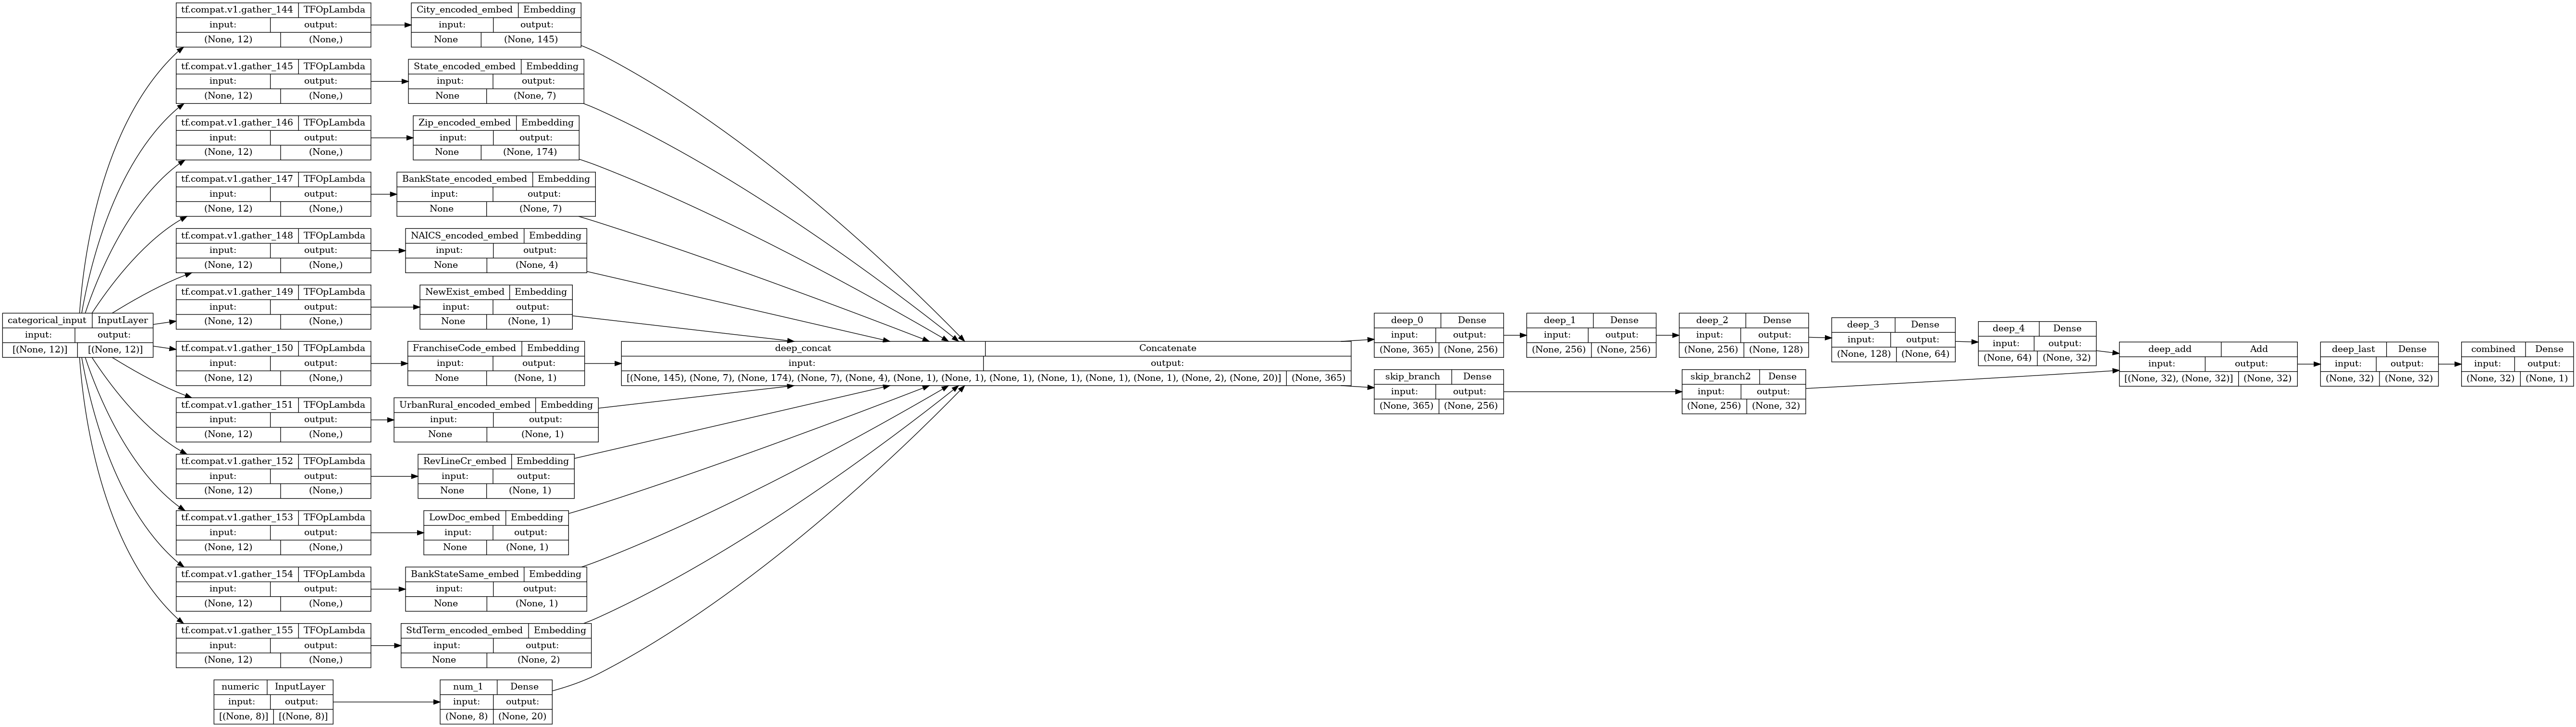 tf.compat.v1.gather_144 TFOpLambda
input: output:
(None, 12) (None,)
City_encoded_embed Embedding
input: output:
None (None, 145)
tf.compat.v1.gather_145 TFOpLambda
input: output:
(None, 12) (None,)
State_encoded_embed Embedding
input: output:
None (None, 7)
tf.compat.v1.gather_146 TFOpLambda
input: output:
(None, 12) (None,)
Zip_encoded_embed Embedding
input: output:
None (None, 174)
tf.compat.v1.gather_147 TFOpLambda
input: output:
(None, 12) (None,)
BankState_encoded_embed Embedding
input: output:
None (None, 7)
tf.compat.v1.gather_148 TFOpLambda
input: output:
(None, 12) (None,)
NAICS_encoded_embed Embedding
input: output:
None (None, 4)
tf.compat.v1.gather_149 TFOpLambda
input: output:
(None, 12) (None,)
NewExist_embed Embedding
input: output:
None (None, 1)
categorical_input InputLayer
input: output:
[(None, 12)] [(None, 12)]
tf.compat.v1.gather_150 TFOpLambda
input: output:
(None, 12) (None,)
FranchiseCode_embed Embedding
input: output:
None (None, 1)
tf.compat.v1.gather_151 TFOpLambda
input: output:
(None, 12) (None,)
UrbanRural_encoded_embed Embedding
input: output:
None (None, 1)
tf.compat.v1.gather_152 TFOpLambda
input: output:
(None, 12) (None,)
RevLineCr_embed Embedding
input: output:
None (None, 1)
tf.compat.v1.gather_153 TFOpLambda
input: output:
(None, 12) (None,)
LowDoc_embed Embedding
input: output:
None (None, 1)
tf.compat.v1.gather_154 TFOpLambda
input: output:
(None, 12) (None,)
BankStateSame_embed Embedding
input: output:
None (None, 1)
tf.compat.v1.gather_155 TFOpLambda
input: output:
(None, 12) (None,)
StdTerm_encoded_embed Embedding
input: output:
None (None, 2)
numeric InputLayer
input: output:
[(None, 8)] [(None, 8)]
num_1 Dense
input: output:
(None, 8) (None, 20)
deep_concat Concatenate
input: output:
[(None, 145), (None, 7), (None, 174), (None, 7), (None, 4), (None, 1), (None, 1), (None, 1), (None, 1), (None, 1), (None, 1), (None, 2), (None, 20)] (None, 365)
deep_0 Dense
input: output:
(None, 365) (None, 256)
deep_1 Dense
input: output:
(None, 256) (None, 256)
deep_2 Dense
input: output:
(None, 256) (None, 128)
deep_3 Dense
input: output:
(None, 128) (None, 64)
deep_4 Dense
input: output:
(None, 64) (None, 32)
skip_branch Dense
input: output:
(None, 365) (None, 256)
skip_branch2 Dense
input: output:
(None, 256) (None, 32)
deep_add Add
input: output:
[(None, 32), (None, 32)] (None, 32)
deep_last Dense
input: output:
(None, 32) (None, 32)
combined Dense
input: output:
(None, 32) (None, 1)